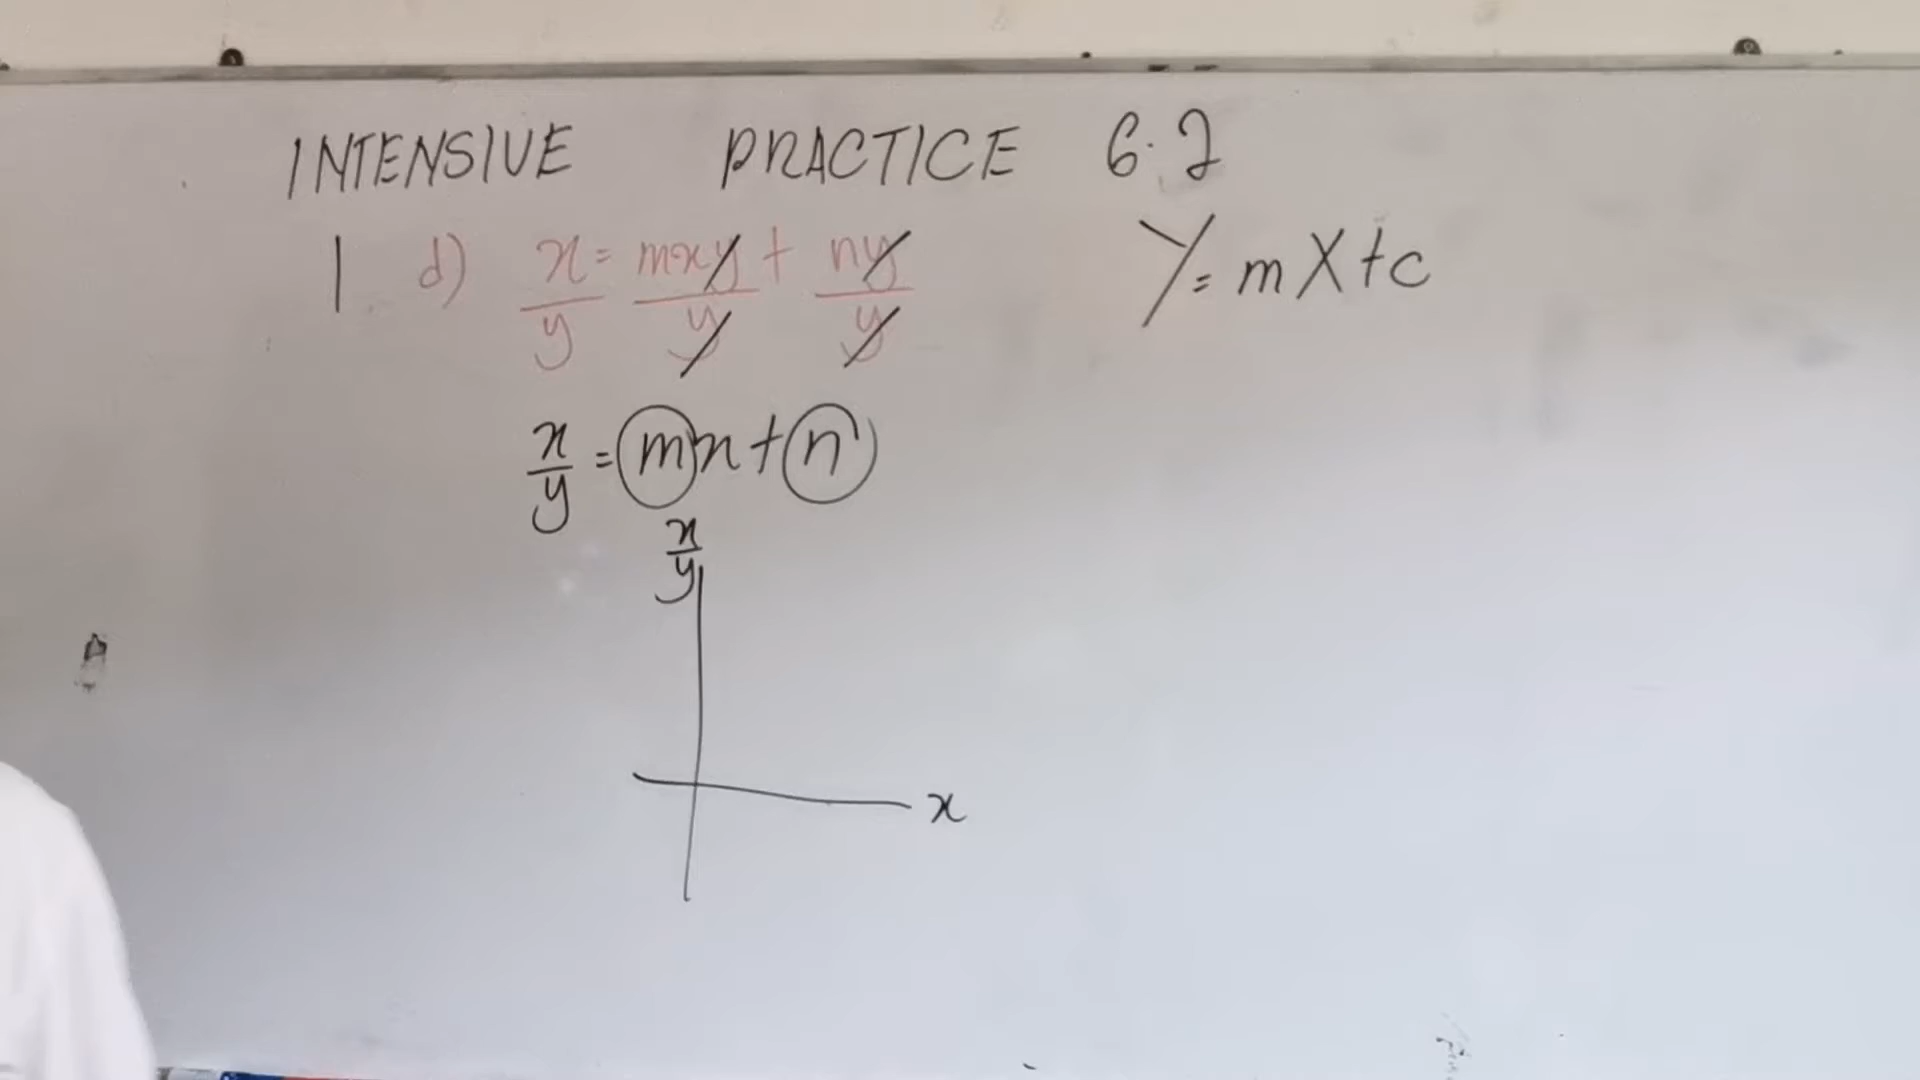 INTENSIVE PRACTICE 6.2
1 d) x/y = mxy/y + ny/y
Y = mX + c
x/y = mx + n
x/y
x